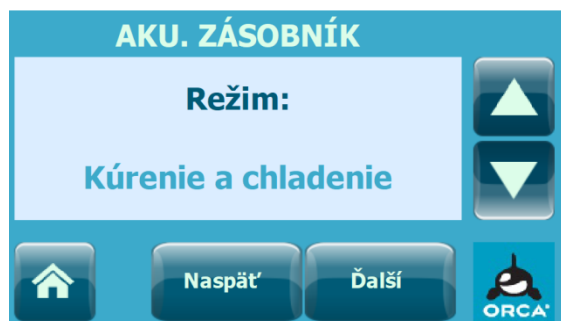 AKU. ZÁSOBNÍK
Režim:
Kúrenie a chladenie
Naspäť
Ďalší
ORCA